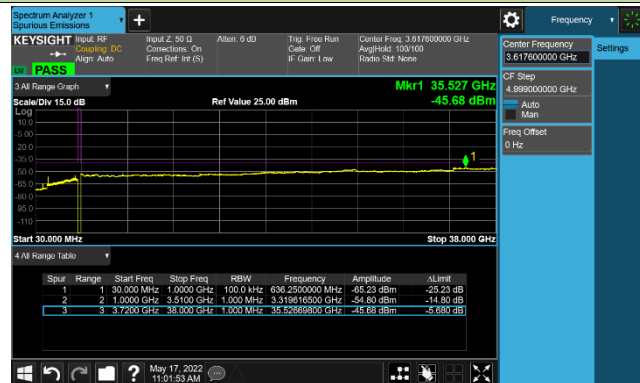 Spectrum Analyzer 1
Spurious Emissions
Frequency
KEYSIGHT Input: RF Input Z: 50 Ω Atten: 6 dB Trig: Free Run Center Freq: 3.617600000 GHz
Coupling: DC Corrections: On Gate: Off Avg|Hold: 100/100
Align: Auto Freq Ref: Int (S) IF Gain: Low Radio Std: None
PASS
Center Frequency
3.617600000 GHz
Settings
CF Step
4.999000000 GHz
Auto
Man
Freq Offset
0 Hz
3 All Range Graph
Mkr1 35.527 GHz
Scale/Div 15.0 dB Ref Value 25.00 dBm -45.68 dBm
Log
10.0
-5.00
-20.0
-35.0
-50.0
-65.0
-80.0
-95.0
-110
1
Start 30.000 MHz Stop 38.000 GHz
4 All Range Table
Spur Range Start Freq Stop Freq RBW Frequency Amplitude ΔLimit
1 1 30.000 MHz 1.0000 GHz 100.0 kHz 636.2500000 MHz -65.23 dBm -25.23 dB
2 2 1.0000 GHz 3.5100 GHz 1.000 MHz 3.319616500 GHz -54.80 dBm -14.80 dB
3 3 3.7200 GHz 38.000 GHz 1.000 MHz 35.52669800 GHz -45.68 dBm -5.680 dB
May 17, 2022
11:01:53 AM